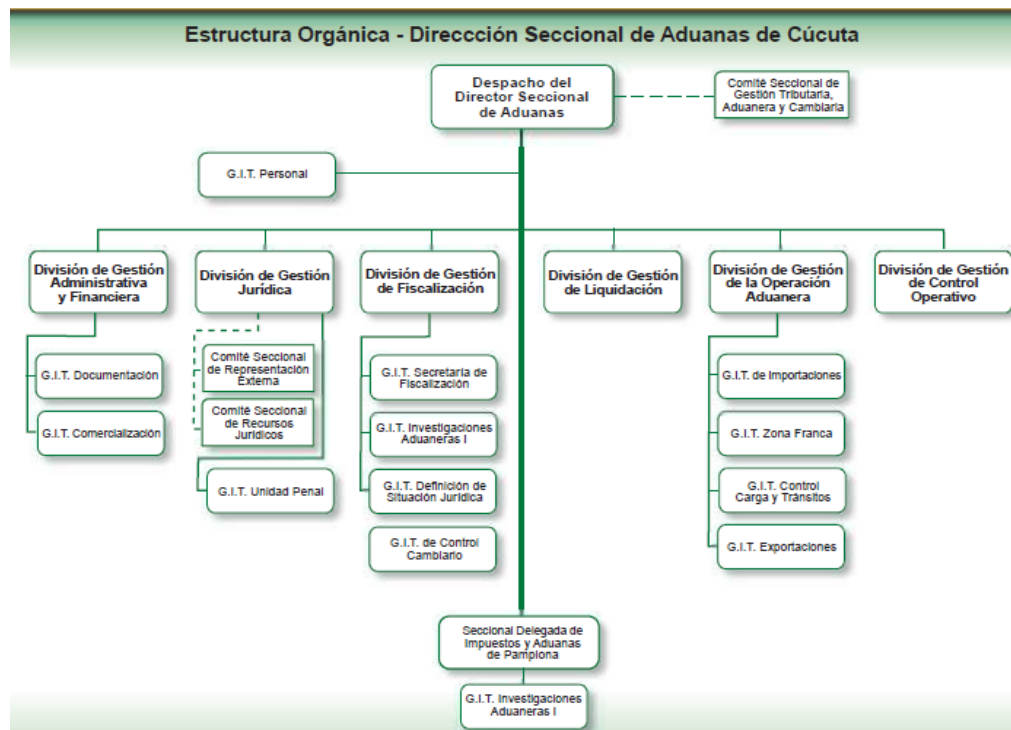 Estructura Orgánica - Direccción Seccional de Aduanas de Cúcuta
Despacho del
Director Seccional
de Aduanas
Comité Seccional de
Gestión Tributaria,
Aduanera y Cambiaria
G.I.T. Personal
División de Gestión
Administrativa
y Financiera
División de Gestión
Jurídica
División de Gestión
de Fiscalización
División de Gestión
de Liquidación
División de Gestión
de la Operación
Aduanera
División de Gestión
de Control
Operativo
G.I.T. Documentación
G.I.T. Comercialización
Comité Seccional
de Representación
Externa
Comité Seccional
de Recursos
Jurídicos
G.I.T. Unidad Penal
G.I.T. Secretaría de
Fiscalización
G.I.T. Investigaciones
Aduaneras I
G.I.T. Definición de
Situación Jurídica
G.I.T. de Control
Cambiario
G.I.T. de Importaciones
G.I.T. Zona Franca
G.I.T. Control
Carga y Tránsitos
G.I.T. Exportaciones
Seccional Delegada de
Impuestos y Aduanas
de Pamplona
G.I.T. Investigaciones
Aduaneras I